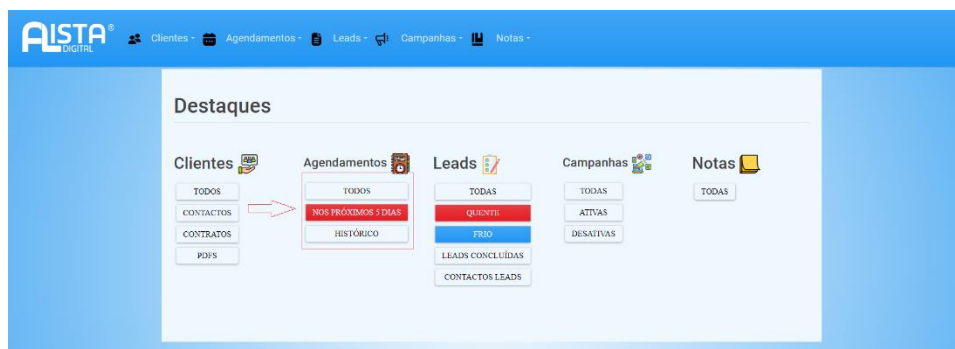 AISTA®
DIGITAL
Clientes
Agendamentos
Leads
Campanhas
Notas
Destaques
Clientes
TODOS
CONTACTOS
CONTRATOS
PDFS
Agendamentos
TODOS
NOS PRÓXIMOS 5 DIAS
HISTÓRICO
Leads
TODAS
QUENTE
FRIO
LEADS CONCLUÍDAS
CONTACTOS LEADS
Campanhas
TODAS
ATIVAS
DESATIVAS
Notas
TODAS